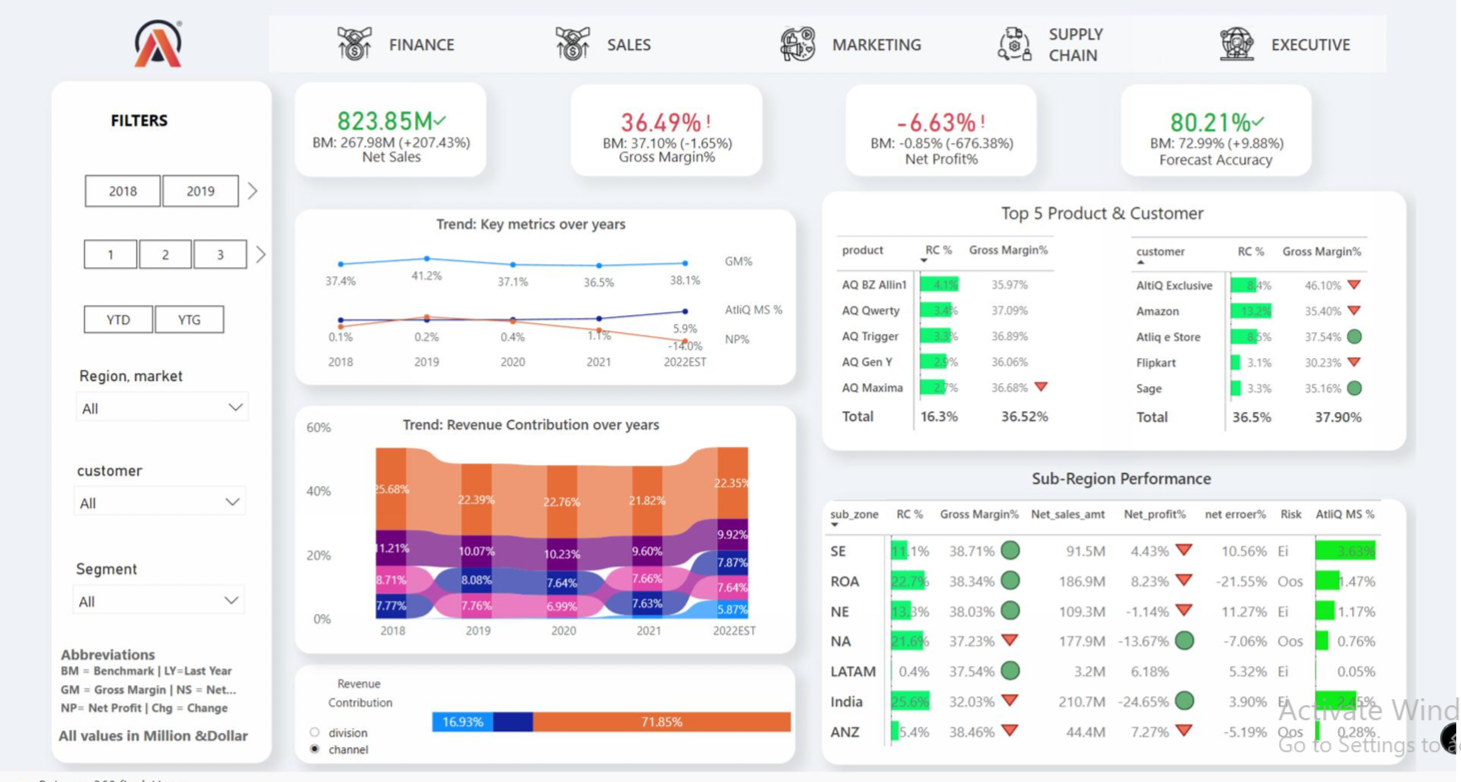 FINANCE
SALES
MARKETING
SUPPLY
CHAIN
EXECUTIVE
FILTERS
2018 2019
1 2 3
YTD YTG
Region, market
All
customer
All
Segment
All
Abbreviations
BM = Benchmark | LY=Last Year
GM = Gross Margin | NS = Net...
NP= Net Profit | Chg = Change
All values in Million &Dollar
823.85M
BM: 267.98M (+207.43%)
Net Sales
36.49% !
BM: 37.10% (-1.65%)
Gross Margin%
-6.63% !
BM: -0.85% (-676.38%)
Net Profit%
80.21%
BM: 72.99% (+9.88%)
Forecast Accuracy
Trend: Key metrics over years
37.4% 41.2% 37.1% 36.5% 38.1% GM%
AtliQ MS %
0.1% 0.2% 0.4% 1.1% 5.9%
-14.0% NP%
2018 2019 2020 2021 2022EST
Trend: Revenue Contribution over years
60%
40%
20%
0%
25.68% 22.39% 22.76% 21.82% 22.35%
11.21% 10.07% 10.23% 9.60% 9.92%
8.71% 8.08% 7.64% 7.66% 7.87%
7.77% 7.76% 6.99% 7.63% 7.64%
5.87%
2018 2019 2020 2021 2022EST
Revenue
Contribution
division
channel
16.93% 71.85%
Top 5 Product & Customer
product RC % Gross Margin%
AQ BZ Allin1 4.1% 35.97%
AQ Qwerty 3.4% 37.09%
AQ Trigger 3.3% 36.89%
AQ Gen Y 2.9% 36.06%
AQ Maxima 2.7% 36.68%
Total 16.3% 36.52%
customer RC % Gross Margin%
AltiQ Exclusive 8.4% 46.10%
Amazon 13.2% 35.40%
Atliq e Store 8.5% 37.54%
Flipkart 3.1% 30.23%
Sage 3.3% 35.16%
Total 36.5% 37.90%
Sub-Region Performance
sub_zone RC % Gross Margin% Net_sales_amt Net_profit% net erroer% Risk AtliQ MS %
SE 11.1% 38.71% 91.5M 4.43% 10.56% Ei 3.63%
ROA 22.7% 38.34% 186.9M 8.23% -21.55% Oos 1.47%
NE 13.3% 38.03% 109.3M -1.14% 11.27% Ei 1.17%
NA 21.6% 37.23% 177.9M -13.67% -7.06% Oos 0.76%
LATAM 0.4% 37.54% 3.2M 6.18% 5.32% Ei 0.05%
India 25.6% 32.03% 210.7M -24.65% 3.90% Ei
ANZ 5.4% 38.46% 44.4M 7.27% -5.19% Oos 0.28%
Activate Wind
Go to Settings to a